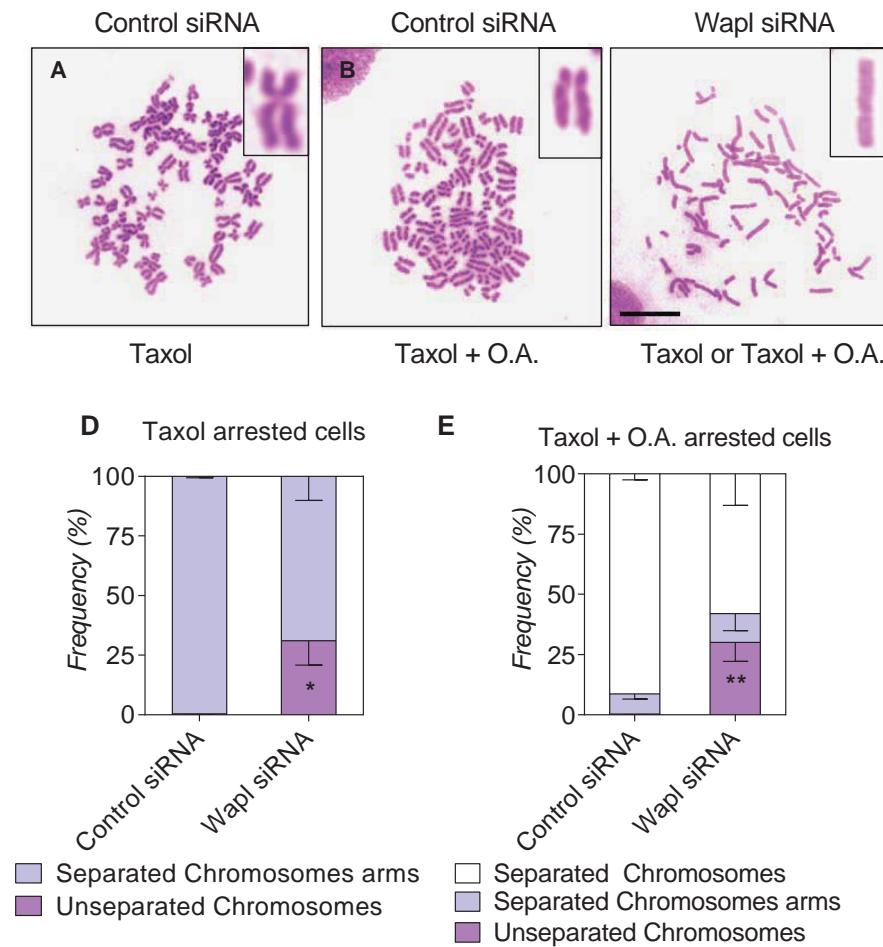 Control siRNA
Control siRNA
Wapl siRNA
A
B
Taxol
Taxol + O.A.
Taxol or Taxol + O.A.
D
Taxol arrested cells
E
Taxol + O.A. arrested cells
Frequency (%)
100
75
50
25
0
*
Control siRNA
Wapl siRNA
Frequency (%)
100
75
50
25
0
**
Control siRNA
Wapl siRNA
Separated Chromosomes arms
Unseparated Chromosomes
Separated Chromosomes
Separated Chromosomes arms
Unseparated Chromosomes